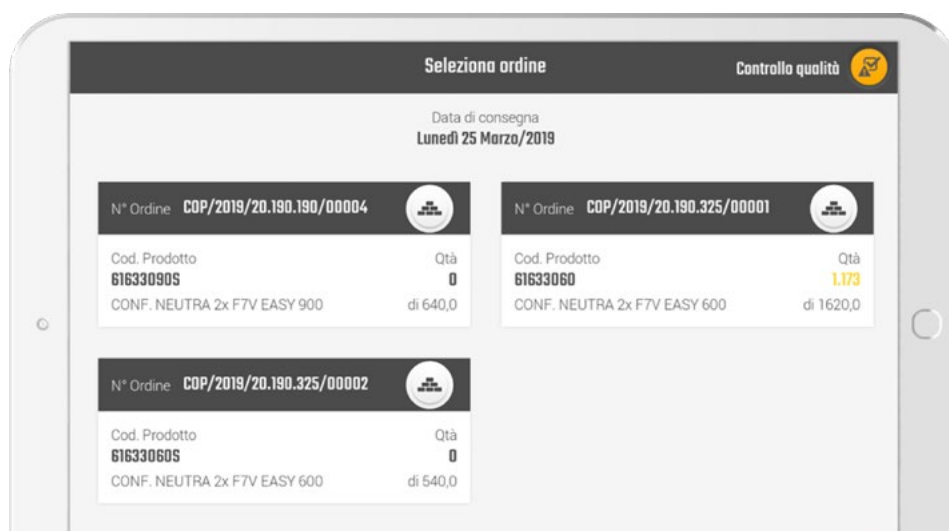 Seleziona ordine
Controllo qualità
Data di consegna
Lunedì 25 Marzo/2019
N° Ordine COP/2019/20.190.190/00004
Cod. Prodotto Qtà
61633090S 0
CONF. NEUTRA 2x F7V EASY 900 di 640,0
N° Ordine COP/2019/20.190.325/00001
Cod. Prodotto Qtà
61633060 1.173
CONF. NEUTRA 2x F7V EASY 600 di 1620,0
N° Ordine COP/2019/20.190.325/00002
Cod. Prodotto Qtà
61633060S 0
CONF. NEUTRA 2x F7V EASY 600 di 540,0